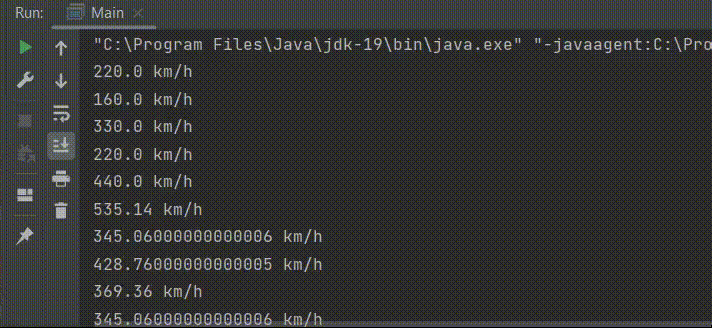 Run: Main
"C:\Program Files\Java\jdk-19\bin\java.exe" "-javaagent:C:\Pro
220.0 km/h
160.0 km/h
330.0 km/h
220.0 km/h
440.0 km/h
535.14 km/h
345.06000000000006 km/h
428.76000000000005 km/h
369.36 km/h
345.06000000000006 km/h